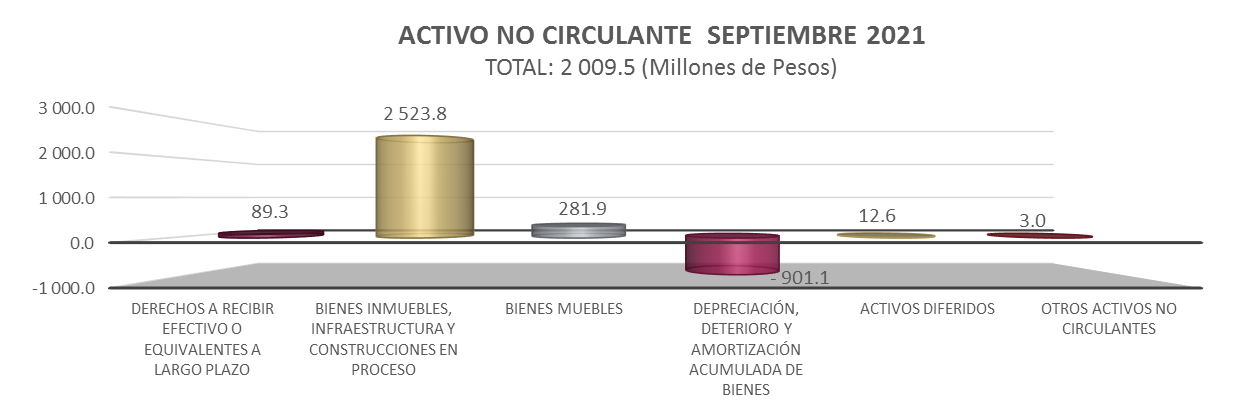 ACTIVO NO CIRCULANTE SEPTIEMBRE 2021
TOTAL: 2 009.5 (Millones de Pesos)
3 000.0
2 000.0
1 000.0
0.0
-1 000.0
89.3
2 523.8
281.9
- 901.1
12.6
3.0
DERECHOS A RECIBIR
EFECTIVO O
EQUIVALENTES A
LARGO PLAZO
BIENES INMUEBLES,
INFRAESTRUCTURA Y
CONSTRUCCIONES EN
PROCESO
BIENES MUEBLES
DEPRECIACIÓN,
DETERIORO Y
AMORTIZACIÓN
ACUMULADA DE
BIENES
ACTIVOS DIFERIDOS
OTROS ACTIVOS NO
CIRCULANTES